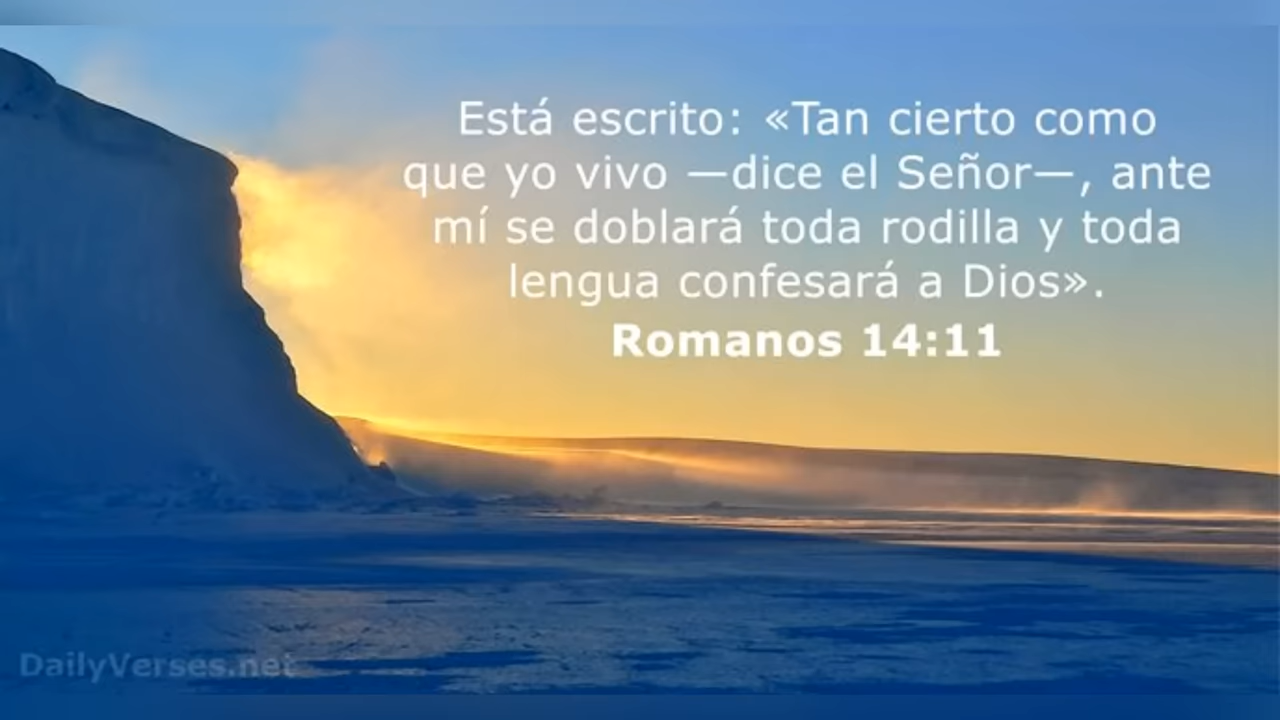 Está escrito: «Tan cierto como
que yo vivo —dice el Señor—, ante
mí se doblará toda rodilla y toda
lengua confesará a Dios».
Romanos 14:11
DailyVerses.net